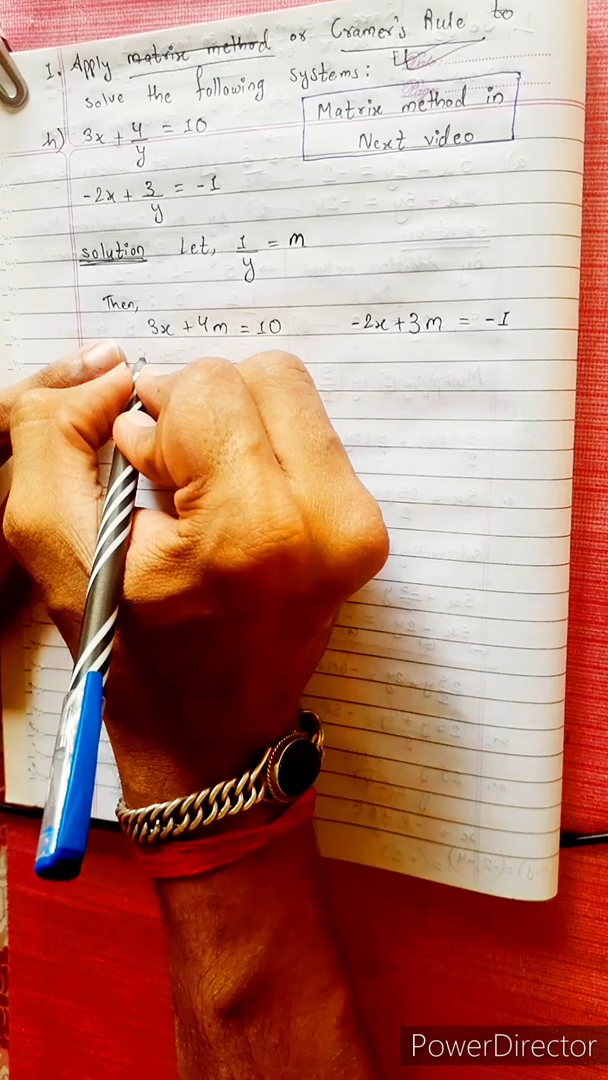 1. Apply matrix method or Cramer's Rule to
solve the following systems:
Matrix method in
Next video
h) 3x + 4/y = 10
-2x + 3/y = -1
solution Let, 1/y = m
Then,
3x + 4m = 10 -2x + 3m = -1
PowerDirector